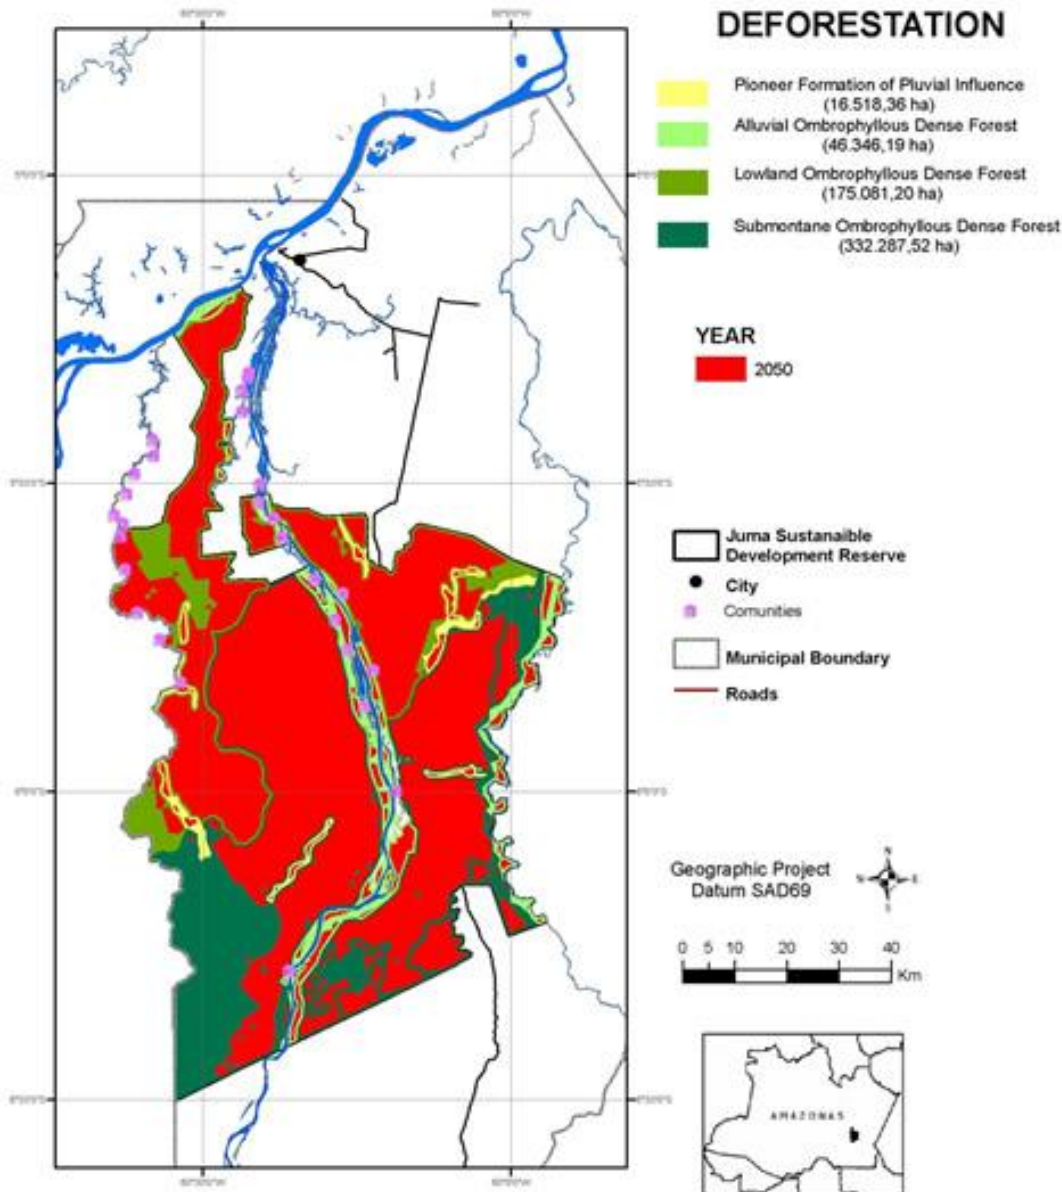 DEFORESTATION
Pioneer Formation of Pluvial Influence
(16.518,36 ha)
Alluvial Ombrophyllous Dense Forest
(46.346,19 ha)
Lowland Ombrophyllous Dense Forest
(175.081,20 ha)
Submontane Ombrophyllous Dense Forest
(332.287,52 ha)
YEAR
2050
Juma Sustanaible
Development Reserve
City
Comunities
Municipal Boundary
Roads
Geographic Project
Datum SAD69
N
E
S
0 5 10 20 30 40
Km
AMAZONAS